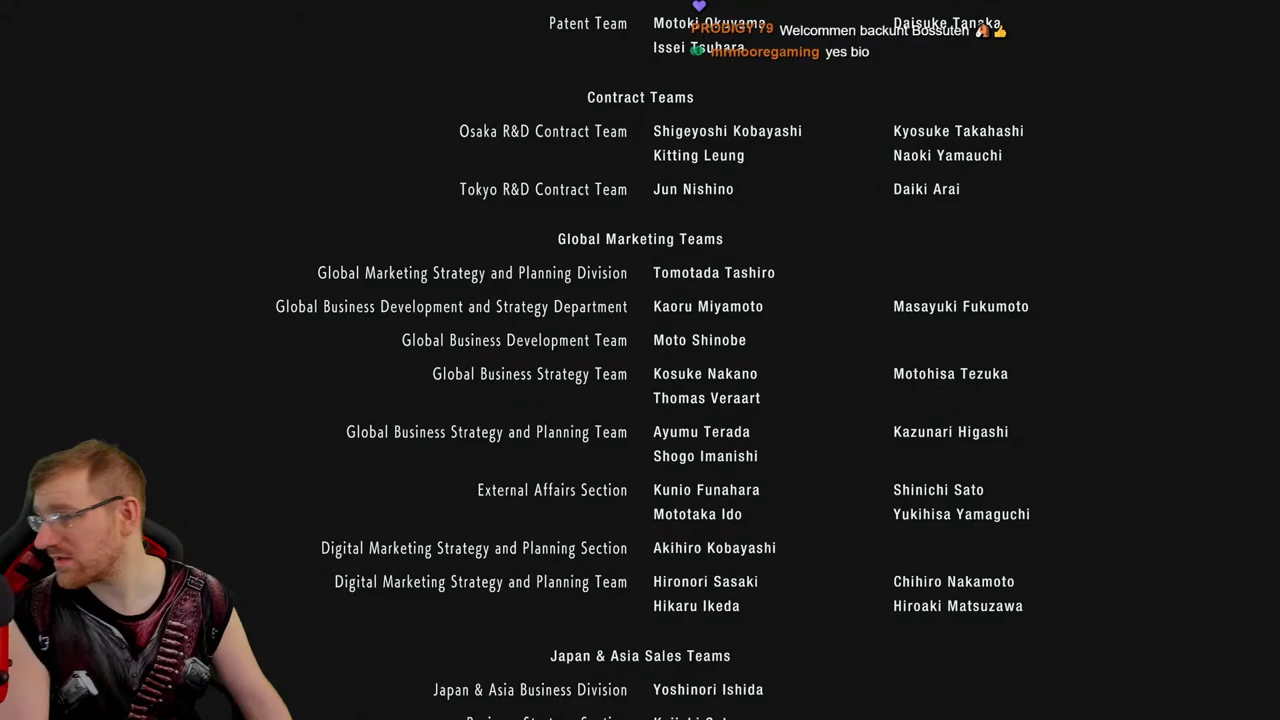 Patent Team Motoki Okuyama Daisuke Tanaka
PRODIGY 79 Welcommen backunt Bossuten
Issei Tsuhara
mrmooregaming yes bio
Contract Teams
Osaka R&D Contract Team Shigeyoshi Kobayashi Kyosuke Takahashi
Kitting Leung Naoki Yamauchi
Tokyo R&D Contract Team Jun Nishino Daiki Arai
Global Marketing Teams
Global Marketing Strategy and Planning Division Tomotada Tashiro
Global Business Development and Strategy Department Kaoru Miyamoto Masayuki Fukumoto
Global Business Development Team Moto Shinobe
Global Business Strategy Team Kosuke Nakano Motohisa Tezuka
Thomas Veraart
Global Business Strategy and Planning Team Ayumu Terada Kazunari Higashi
Shogo Imanishi
External Affairs Section Kunio Funahara Shinichi Sato
Mototaka Ido Yukihisa Yamaguchi
Digital Marketing Strategy and Planning Section Akihiro Kobayashi
Digital Marketing Strategy and Planning Team Hironori Sasaki Chihiro Nakamoto
Hikaru Ikeda Hiroaki Matsuzawa
Japan & Asia Sales Teams
Japan & Asia Business Division Yoshinori Ishida